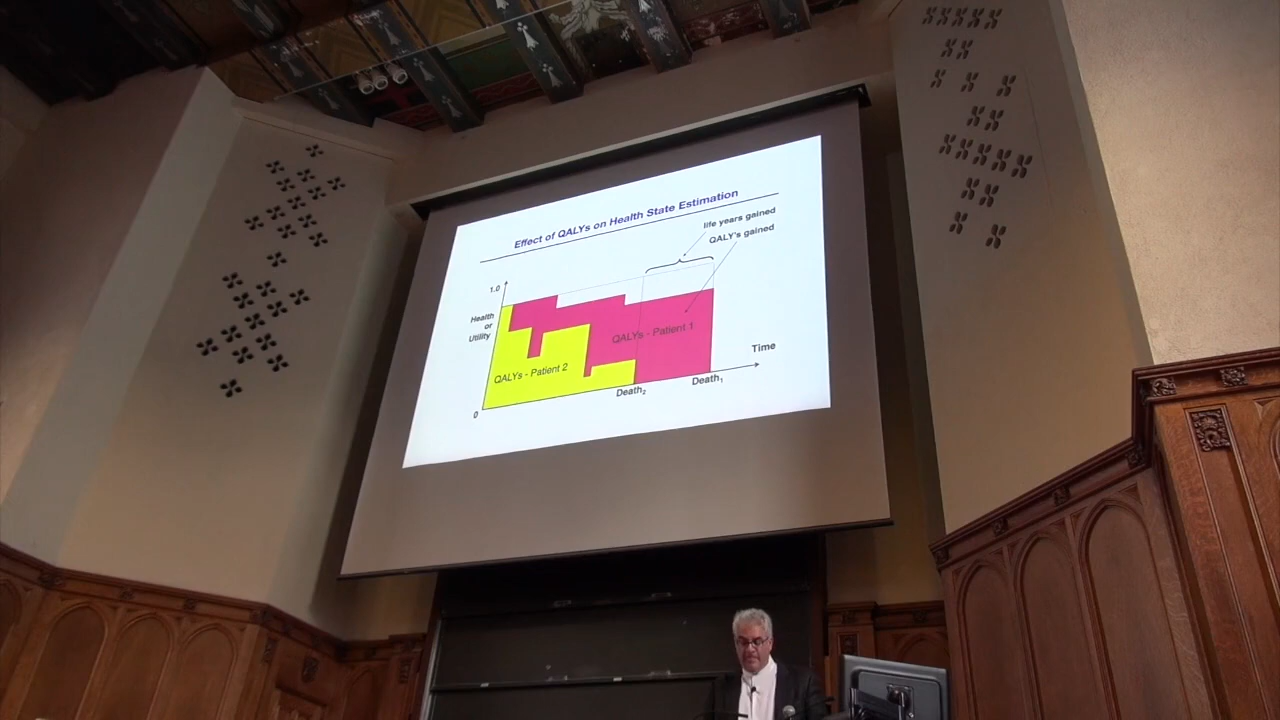 Effect of QALYs on Health State Estimation
life years gained
QALY's gained
1.0
Health
or
Utility
QALYs - Patient 1
QALYs - Patient 2
Time
0
Death2
Death1